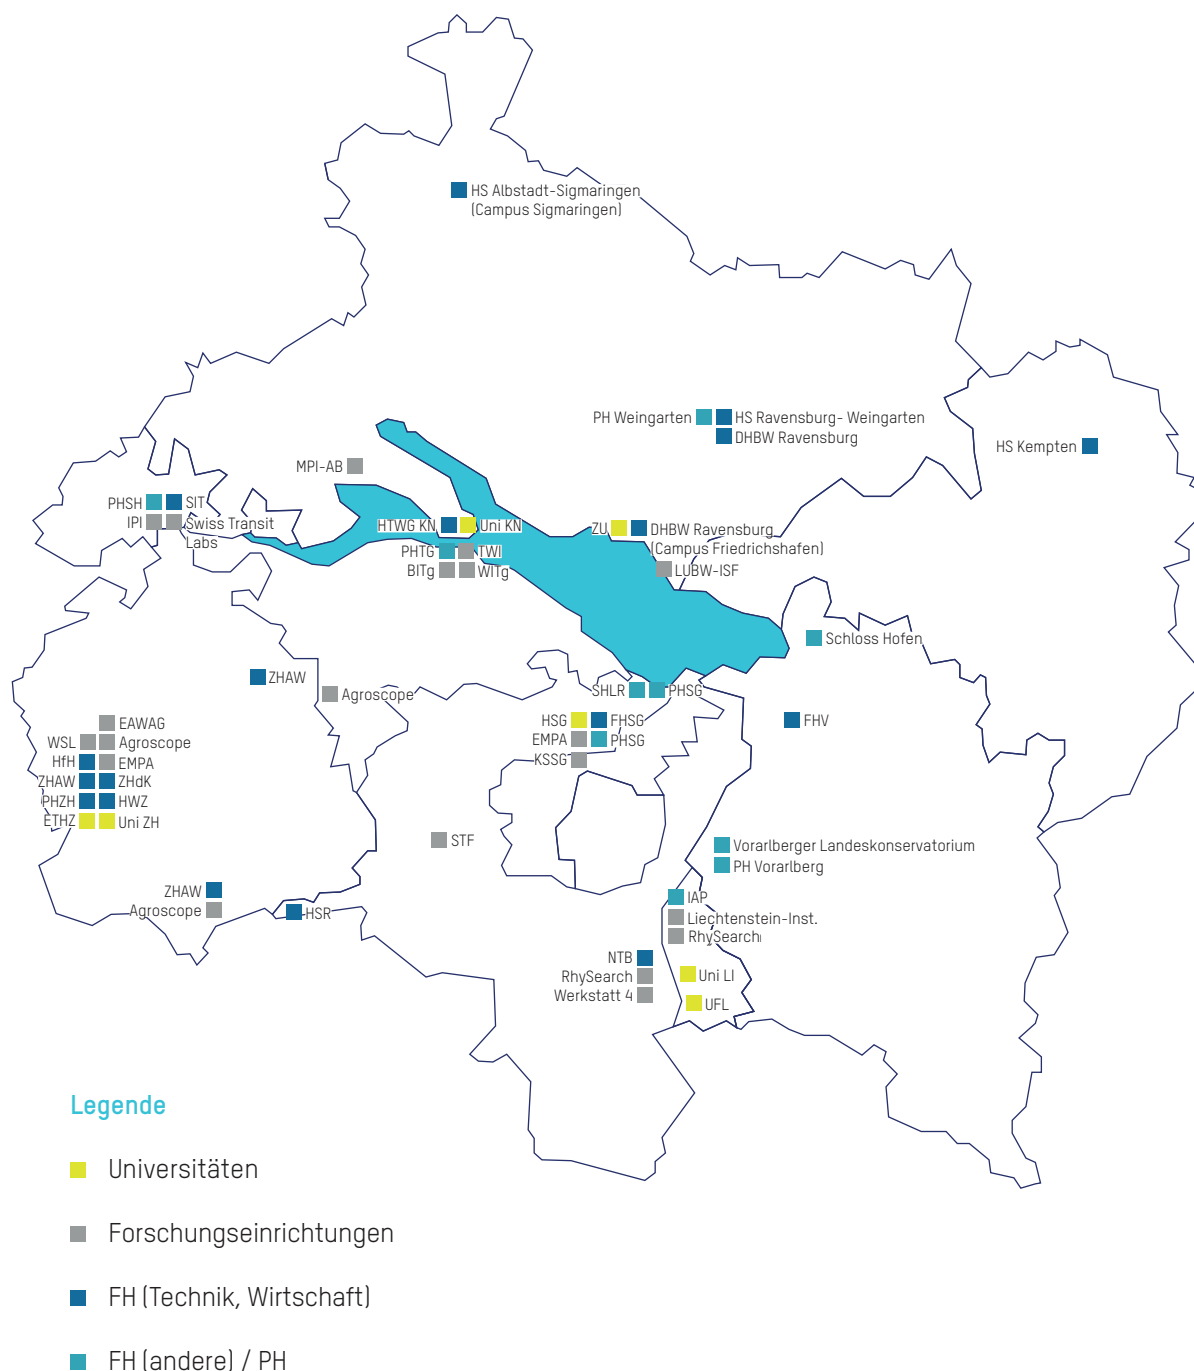 HS Albstadt-Sigmaringen
(Campus Sigmaringen)
PH Weingarten
HS Ravensburg- Weingarten
DHBW Ravensburg
HS Kempten
MPI-AB
PHSH
SIT
IPI
Swiss Transit
Labs
HTWG KN
Uni KN
PHTG
TWI
BITg
WITg
ZU
DHBW Ravensburg
(Campus Friedrichshafen)
LUBW-ISF
Schloss Hofen
ZHAW
Agroscope
SHLR
PHSG
HSG
FHSG
EMPA
PHSG
KSSG
FHV
EAWAG
WSL
Agroscope
HfH
EMPA
ZHAW
ZHdK
PHZH
HWZ
ETHZ
Uni ZH
STF
Vorarlberger Landeskonservatorium
PH Vorarlberg
ZHAW
Agroscope
HSR
IAP
Liechtenstein-Inst.
RhySearch
NTB
RhySearch
Werkstatt 4
Uni LI
UFL
Legende
Universitäten
Forschungseinrichtungen
FH (Technik, Wirtschaft)
FH (andere) / PH